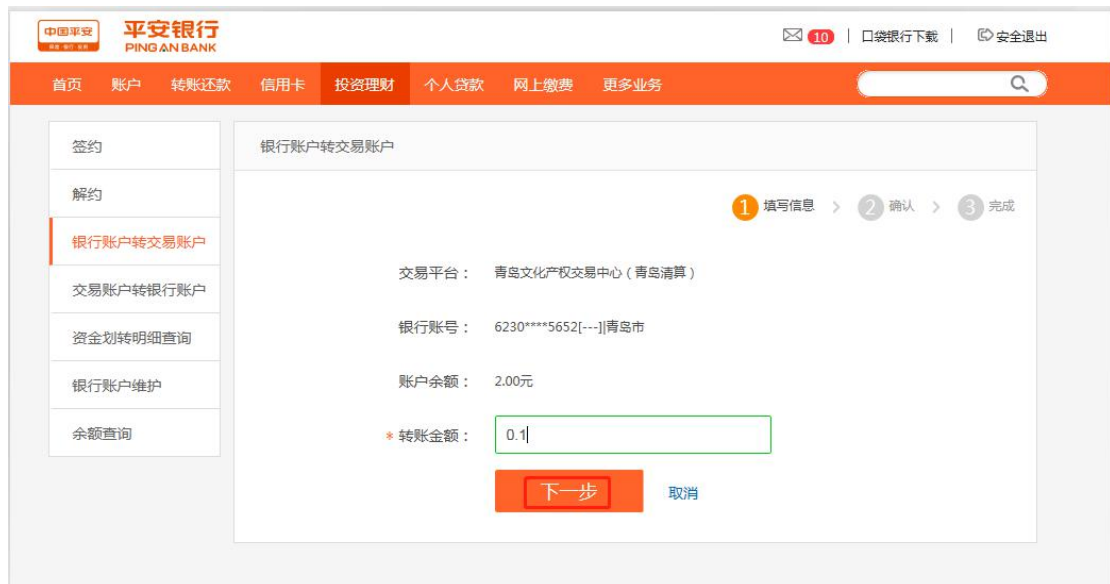 中国平安
平安银行
PING AN BANK
10 | 口袋银行下载 | 安全退出
首页 账户 转账还款 信用卡 投资理财 个人贷款 网上缴费 更多业务
签约
解约
银行账户转交易账户
交易账户转银行账户
资金划转明细查询
银行账户维护
余额查询
银行账户转交易账户
1 填写信息 > 2 确认 > 3 完成
交易平台： 青岛文化产权交易中心（青岛清算）
银行账号： 6230****5652[---]|青岛市
账户余额： 2.00元
* 转账金额： 0.1
下一步 取消